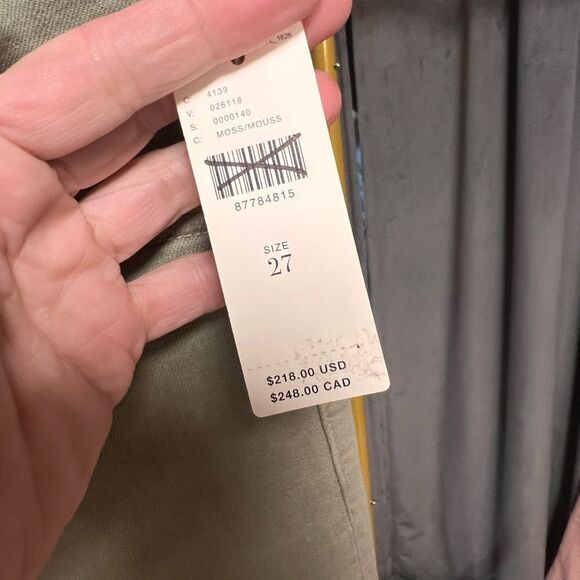 4139
V: 026118
S: 0000140
C: MOSS/MOUSS
87784815
SIZE
27
$218.00 USD
$248.00 CAD